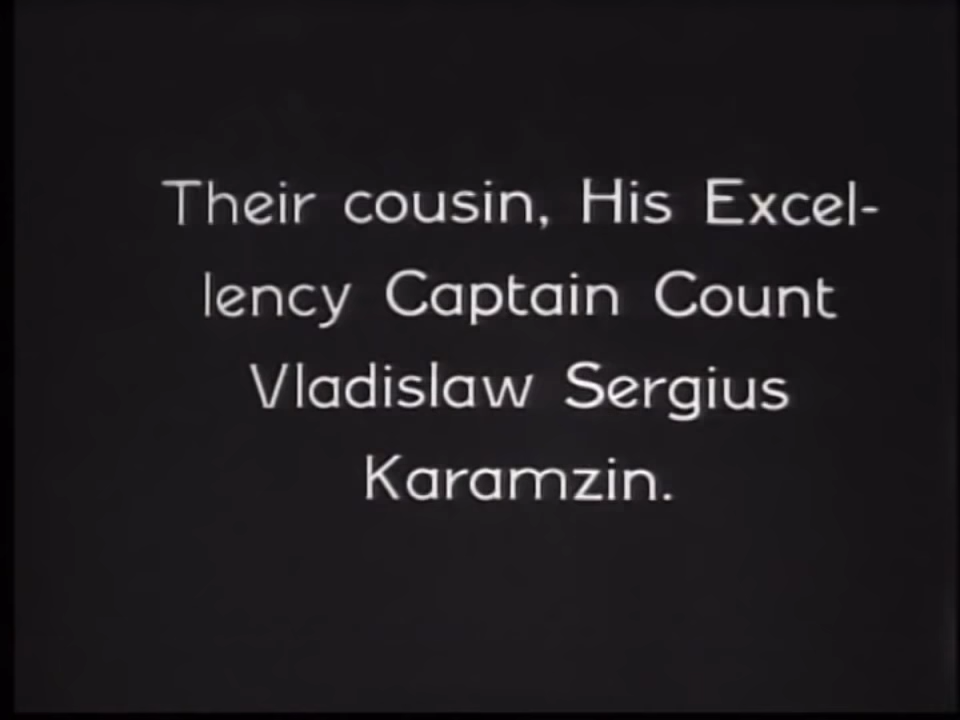 Their cousin, His Excel-
lency Captain Count
Vladislaw Sergius
Karamzin.